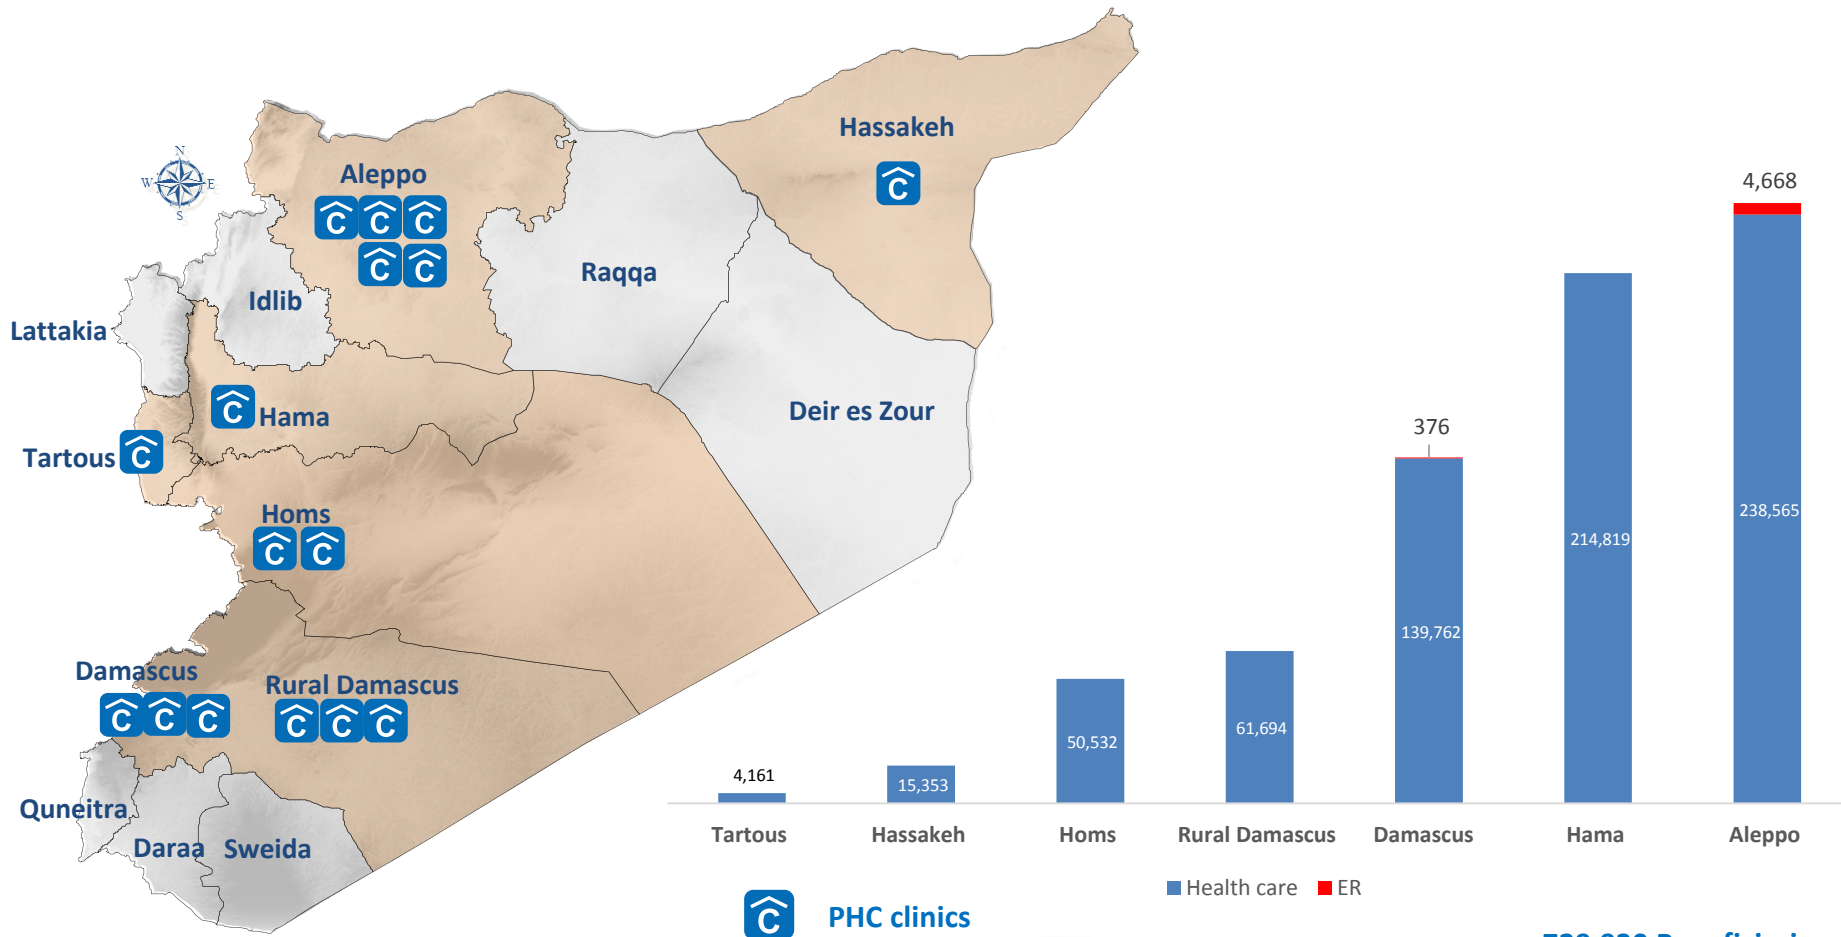 N
W E
S
Hassakeh
C
Aleppo
C C C
C C
Raqqa
Idlib
Lattakia
C
Hama
Deir es Zour
Tartous
C
Homs
C C
Damascus
C C C
Rural Damascus
C C C
Quneitra
Daraa
Sweida
C
PHC clinics
4,668
238,565
214,819
376
139,762
61,694
50,532
15,353
4,161
Tartous Hassakeh Homs Rural Damascus Damascus Hama Aleppo
Health care ER